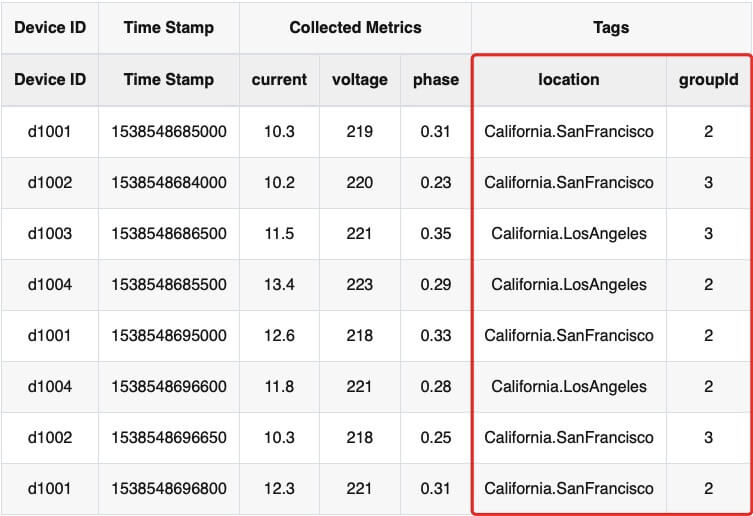 Device ID Time Stamp Collected Metrics Tags
Device ID Time Stamp current voltage phase location groupId
d1001 1538548685000 10.3 219 0.31 California.SanFrancisco 2
d1002 1538548684000 10.2 220 0.23 California.SanFrancisco 3
d1003 1538548686500 11.5 221 0.35 California.LosAngeles 3
d1004 1538548685500 13.4 223 0.29 California.LosAngeles 2
d1001 1538548695000 12.6 218 0.33 California.SanFrancisco 2
d1004 1538548696600 11.8 221 0.28 California.LosAngeles 2
d1002 1538548696650 10.3 218 0.25 California.SanFrancisco 3
d1001 1538548696800 12.3 221 0.31 California.SanFrancisco 2